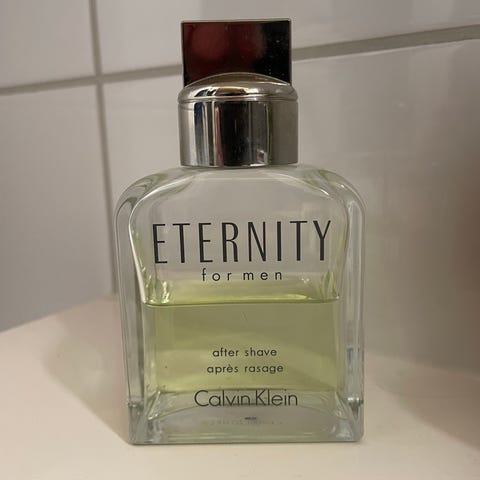 ETERNITY
for men
after shave
après rasage
Calvin Klein